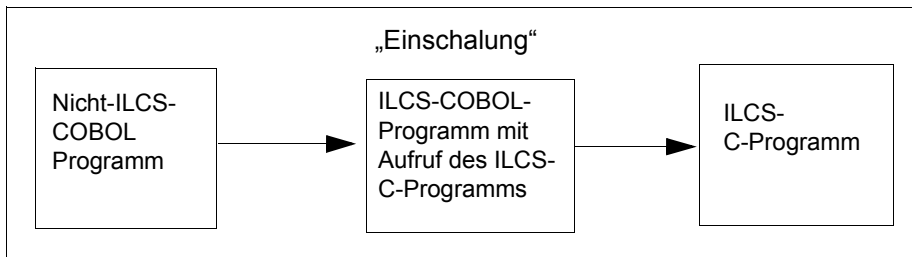 „Einschalung“
Nicht-ILCS-
COBOL
Programm
ILCS-COBOL-
Programm mit
Aufruf des ILCS-
C-Programms
ILCS-
C-Programm